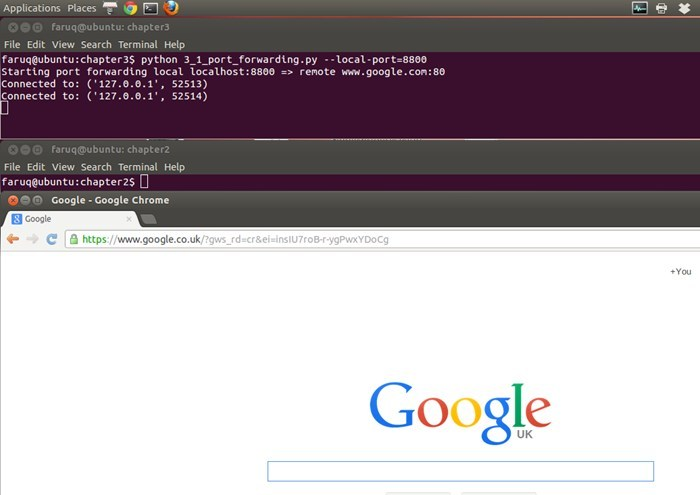 Applications Places
faruq@ubuntu: chapter3
File Edit View Search Terminal Help
faruq@ubuntu:chapter3$ python 3_1_port_forwarding.py --local-port=8800
Starting port forwarding local localhost:8800 => remote www.google.com:80
Connected to: ('127.0.0.1', 52513)
Connected to: ('127.0.0.1', 52514)
faruq@ubuntu: chapter2
File Edit View Search Terminal Help
faruq@ubuntu:chapter2$
Google - Google Chrome
Google
https://www.google.co.uk/?gws_rd=cr&ei=insIU7roB-r-ygPwxYDoCg
+You
Google
UK